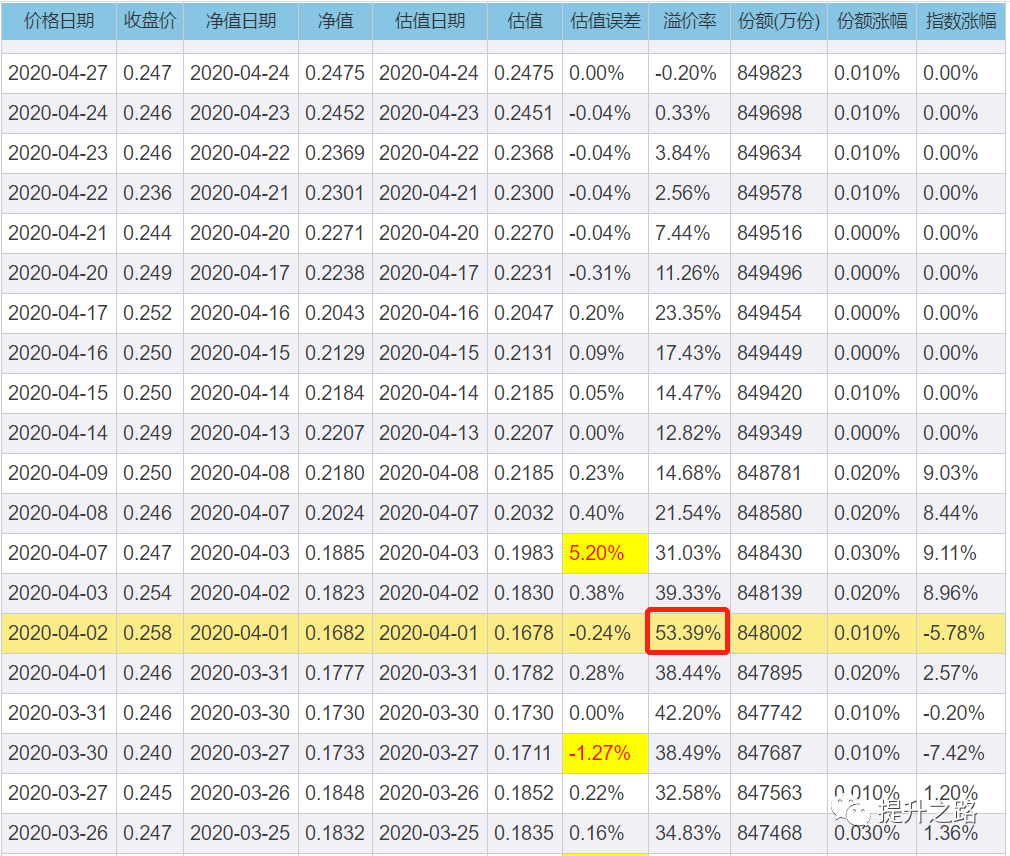 价格日期 收盘价 净值日期 净值 估值日期 估值 估值误差 溢价率 份额(万份) 份额涨幅 指数涨幅
2020-04-27 0.247 2020-04-24 0.2475 2020-04-24 0.2475 0.00% -0.20% 849823 0.010% 0.00%
2020-04-24 0.246 2020-04-23 0.2452 2020-04-23 0.2451 -0.04% 0.33% 849698 0.010% 0.00%
2020-04-23 0.246 2020-04-22 0.2369 2020-04-22 0.2368 -0.04% 3.84% 849634 0.010% 0.00%
2020-04-22 0.236 2020-04-21 0.2301 2020-04-21 0.2300 -0.04% 2.56% 849578 0.010% 0.00%
2020-04-21 0.244 2020-04-20 0.2271 2020-04-20 0.2270 -0.04% 7.44% 849516 0.000% 0.00%
2020-04-20 0.249 2020-04-17 0.2238 2020-04-17 0.2231 -0.31% 11.26% 849496 0.000% 0.00%
2020-04-17 0.252 2020-04-16 0.2043 2020-04-16 0.2047 0.20% 23.35% 849454 0.000% 0.00%
2020-04-16 0.250 2020-04-15 0.2129 2020-04-15 0.2131 0.09% 17.43% 849449 0.000% 0.00%
2020-04-15 0.250 2020-04-14 0.2184 2020-04-14 0.2185 0.05% 14.47% 849420 0.010% 0.00%
2020-04-14 0.249 2020-04-13 0.2207 2020-04-13 0.2207 0.00% 12.82% 849349 0.000% 0.00%
2020-04-09 0.250 2020-04-08 0.2180 2020-04-08 0.2185 0.23% 14.68% 848781 0.020% 9.03%
2020-04-08 0.246 2020-04-07 0.2024 2020-04-07 0.2032 0.40% 21.54% 848580 0.020% 8.44%
2020-04-07 0.247 2020-04-03 0.1885 2020-04-03 0.1983 5.20% 31.03% 848430 0.030% 9.11%
2020-04-03 0.254 2020-04-02 0.1823 2020-04-02 0.1830 0.38% 39.33% 848139 0.020% 8.96%
2020-04-02 0.258 2020-04-01 0.1682 2020-04-01 0.1678 -0.24% 53.39% 848002 0.010% -5.78%
2020-04-01 0.246 2020-03-31 0.1777 2020-03-31 0.1782 0.28% 38.44% 847895 0.020% 2.57%
2020-03-31 0.246 2020-03-30 0.1730 2020-03-30 0.1730 0.00% 42.20% 847742 0.010% -0.20%
2020-03-30 0.240 2020-03-27 0.1733 2020-03-27 0.1711 -1.27% 38.49% 847687 0.010% -7.42%
2020-03-27 0.245 2020-03-26 0.1848 2020-03-26 0.1852 0.22% 32.58% 847563 0.010% 1.20%
2020-03-26 0.247 2020-03-25 0.1832 2020-03-25 0.1835 0.16% 34.83% 847468 0.030% 1.36%
提升之路